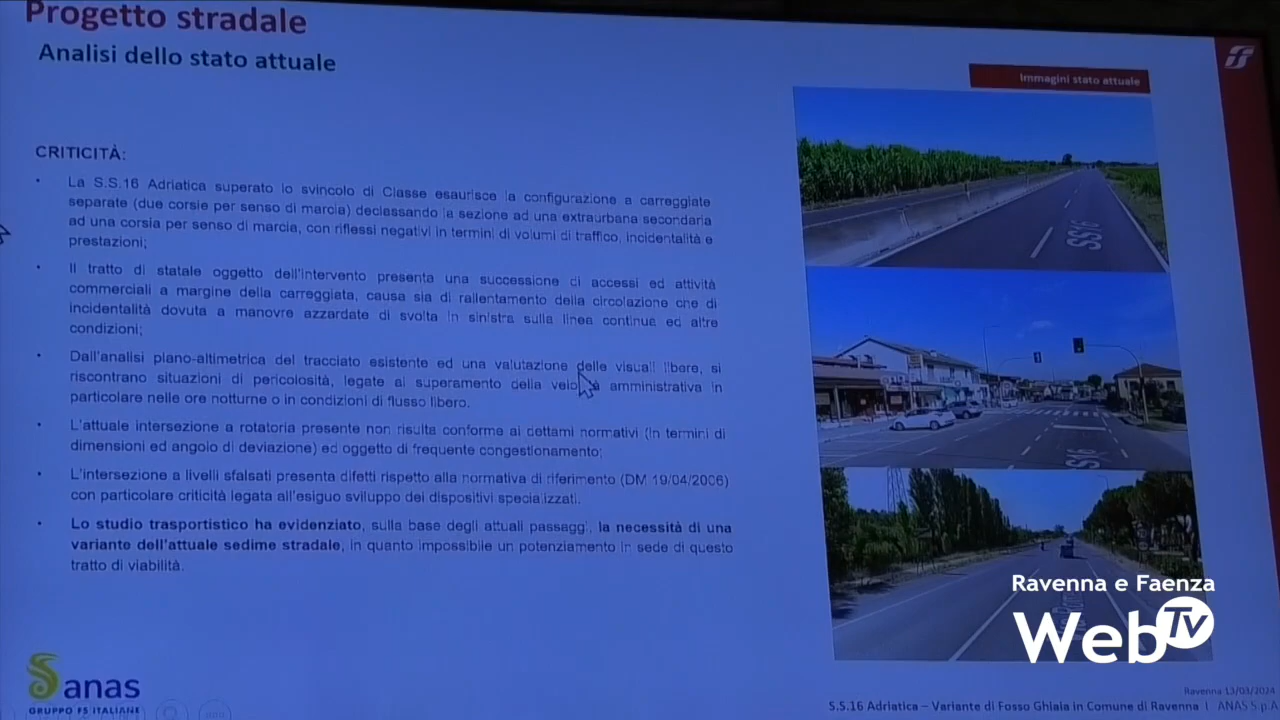 Progetto stradale
Analisi dello stato attuale
Immagini stato attuale
CRITICITÀ:
• La S.S.16 Adriatica superato lo svincolo di Classe esaurisce la configurazione a carreggiate
separate (due corsie per senso di marcia) declassando la sezione ad una extraurbana secondaria
ad una corsia per senso di marcia, con riflessi negativi in termini di volumi di traffico, incidentalità e
prestazioni;
• Il tratto di statale oggetto dell'intervento presenta una successione di accessi ed attività
commerciali a margine della carreggiata, causa sia di rallentamento della circolazione che di
incidentalità dovuta a manovre azzardate di svolta in sinistra sulla linea continua ed altre
condizioni;
• Dall'analisi plano-altimetrica del tracciato esistente ed una valutazione delle visuali libere, si
riscontrano situazioni di pericolosità, legate al superamento della velocità amministrativa in
particolare nelle ore notturne o in condizioni di flusso libero.
• L'attuale intersezione a rotatoria presente non risulta conforme ai dettami normativi (in termini di
dimensioni ed angolo di deviazione) ed oggetto di frequente congestionamento;
• L'intersezione a livelli sfalsati presenta difetti rispetto alla normativa di riferimento (DM 19/04/2006)
con particolare criticità legata all'esiguo sviluppo dei dispositivi specializzati.
• Lo studio trasportistico ha evidenziato, sulla base degli attuali passaggi, la necessità di una
variante dell'attuale sedime stradale, in quanto impossibile un potenziamento in sede di questo
tratto di viabilità.
SS16
SS16
Ravenna e Faenza
WebTv
anas
GRUPPO FS ITALIANE
Ravenna 13/03/2024
S.S.16 Adriatica – Variante di Fosso Ghiaia in Comune di Ravenna | ANAS S.p.A